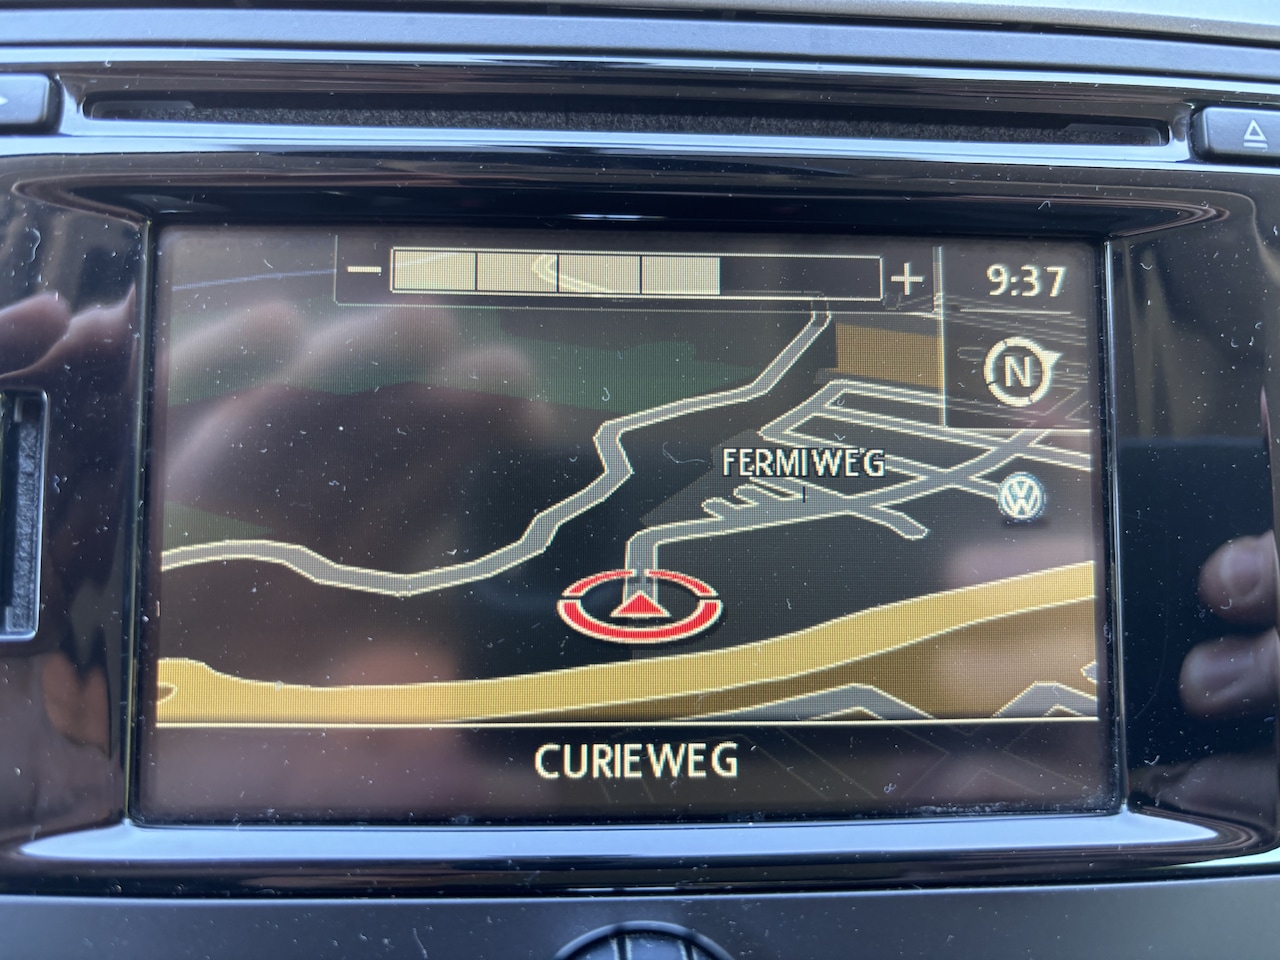 − +
9:37
N
FERMIWEG
CURIEWEG